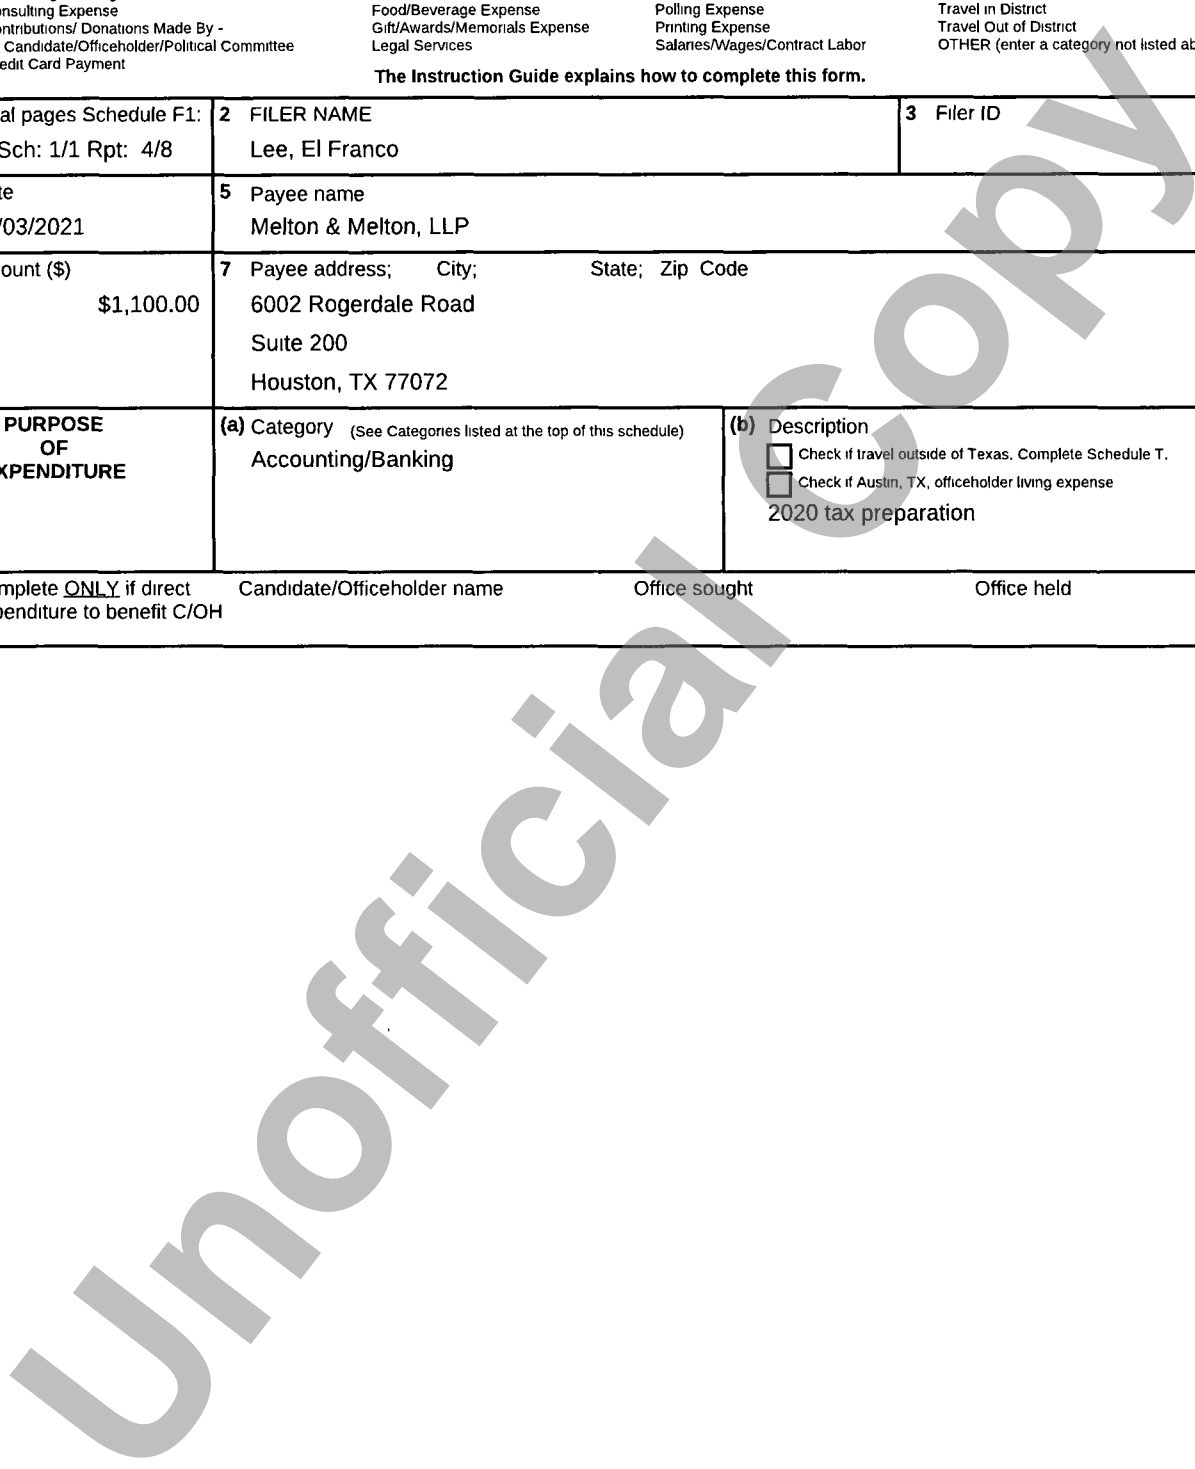 nsulting Expense
ntributions/ Donations Made By -
Candidate/Officeholder/Political Committee
edit Card Payment
Food/Beverage Expense
Gift/Awards/Memorials Expense
Legal Services
Polling Expense
Printing Expense
Salaries/Wages/Contract Labor
Travel in District
Travel Out of District
OTHER (enter a category not listed ab
The Instruction Guide explains how to complete this form.
al pages Schedule F1:
Sch: 1/1 Rpt: 4/8
2 FILER NAME
Lee, El Franco
3 Filer ID
te
/03/2021
5 Payee name
Melton & Melton, LLP
ount ($)
$1,100.00
7 Payee address; City; State; Zip Code
6002 Rogerdale Road
Suite 200
Houston, TX 77072
PURPOSE
OF
XPENDITURE
(a) Category (See Categories listed at the top of this schedule)
Accounting/Banking
(b) Description
Check if travel outside of Texas. Complete Schedule T.
Check if Austin, TX, officeholder living expense
2020 tax preparation
mplete ONLY if direct
penditure to benefit C/OH
Candidate/Officeholder name
Office sought
Office held
Unofficial Copy